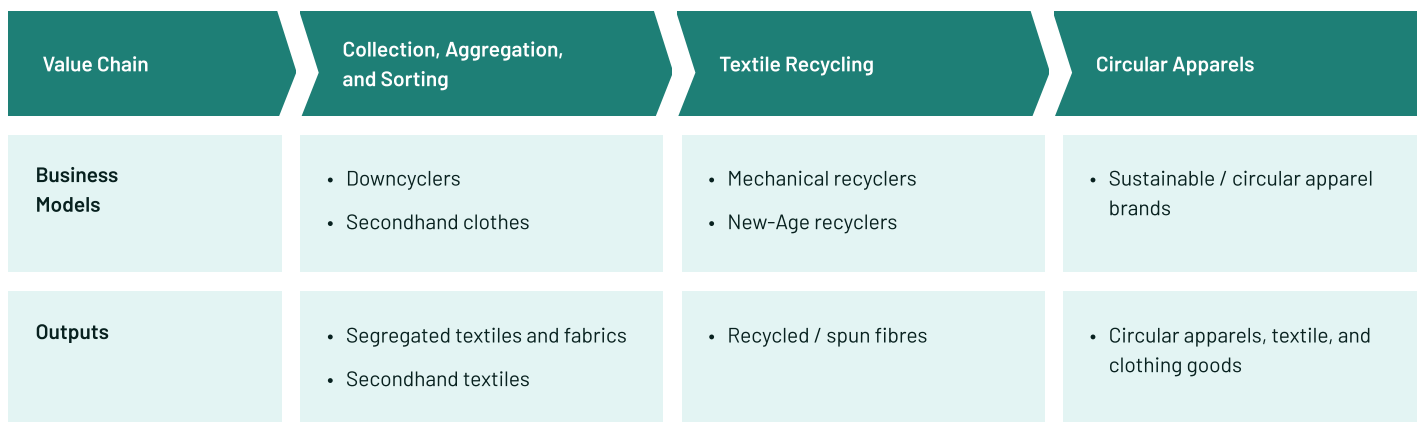 Value Chain
Collection, Aggregation,
and Sorting
Textile Recycling
Circular Apparels
Business
Models
• Downcyclers
• Secondhand clothes
• Mechanical recyclers
• New-Age recyclers
• Sustainable / circular apparel
brands
Outputs
• Segregated textiles and fabrics
• Secondhand textiles
• Recycled / spun fibres
• Circular apparels, textile, and
clothing goods